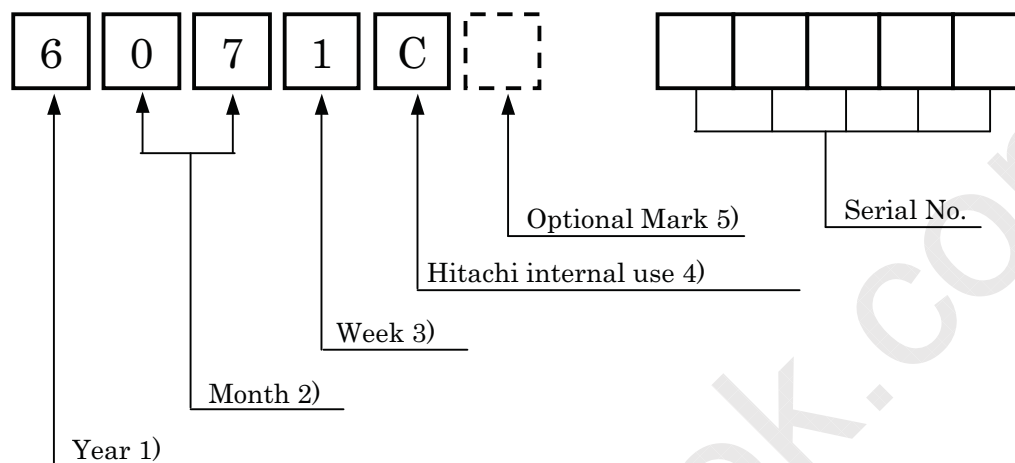 6 0 7 1 C
Optional Mark 5)
Serial No.
Hitachi internal use 4)
Week 3)
Month 2)
Year 1)